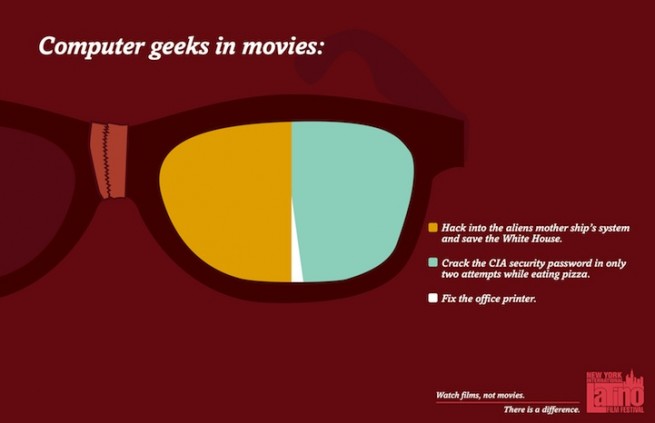 Computer geeks in movies:
Hack into the aliens mother ship's system
and save the White House.
Crack the CIA security password in only
two attempts while eating pizza.
Fix the office printer.
Watch films, not movies.
There is a difference.
NEW YORK
INTERNATIONAL
Latino
FILM FESTIVAL